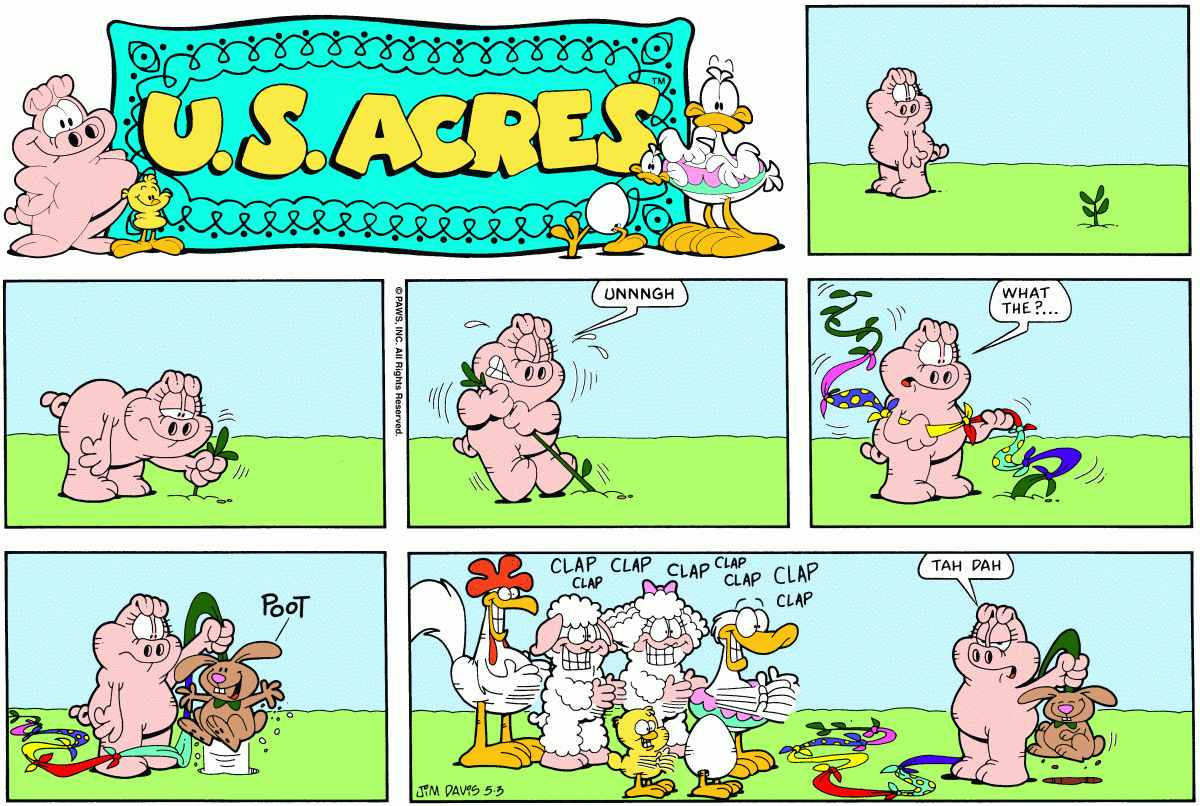 U.S. ACRES
TM
UNNNGH
© PAWS, INC. All Rights Reserved.
WHAT
THE?...
POOT
CLAP
CLAP
CLAP
CLAP
CLAP
CLAP
CLAP
CLAP
TAH DAH
JIM DAVIS 5-3